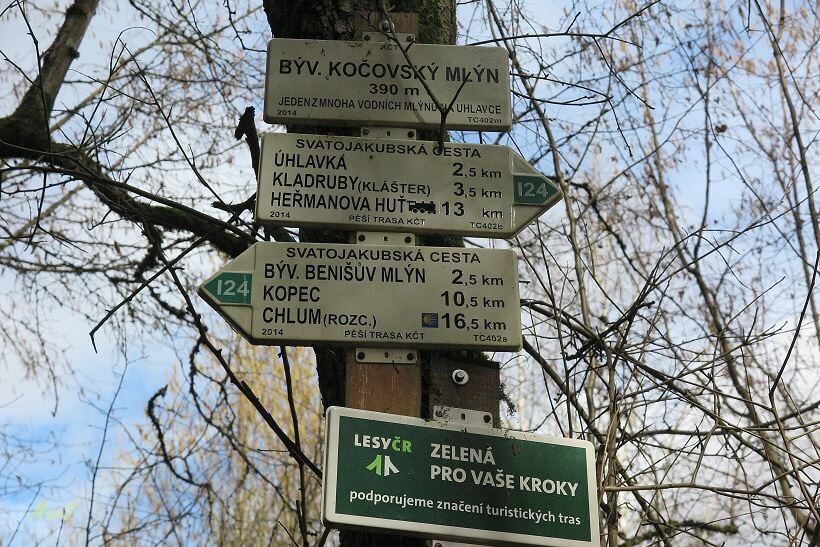 KČT
BÝV. KOČOVSKÝ MLÝN
390 m
JEDEN Z MNOHA VODNÍCH MLÝNŮ NA ÚHLAVCE
2014 TC402m
SVATOJAKUBSKÁ CESTA
ÚHLAVKA 2,5 km
KLADRUBY (KLÁŠTER) 3,5 km
HEŘMANOVA HUŤ 13 km
124
2014 PĚŠÍ TRASA KČT TC402b
SVATOJAKUBSKÁ CESTA
BÝV. BENIŠŮV MLÝN 2,5 km
124
KOPEC 10,5 km
CHLUM (ROZC.) 16,5 km
2014 PĚŠÍ TRASA KČT TC402a
LESYČR
ZELENÁ
PRO VAŠE KROKY
podporujeme značení turistických tras